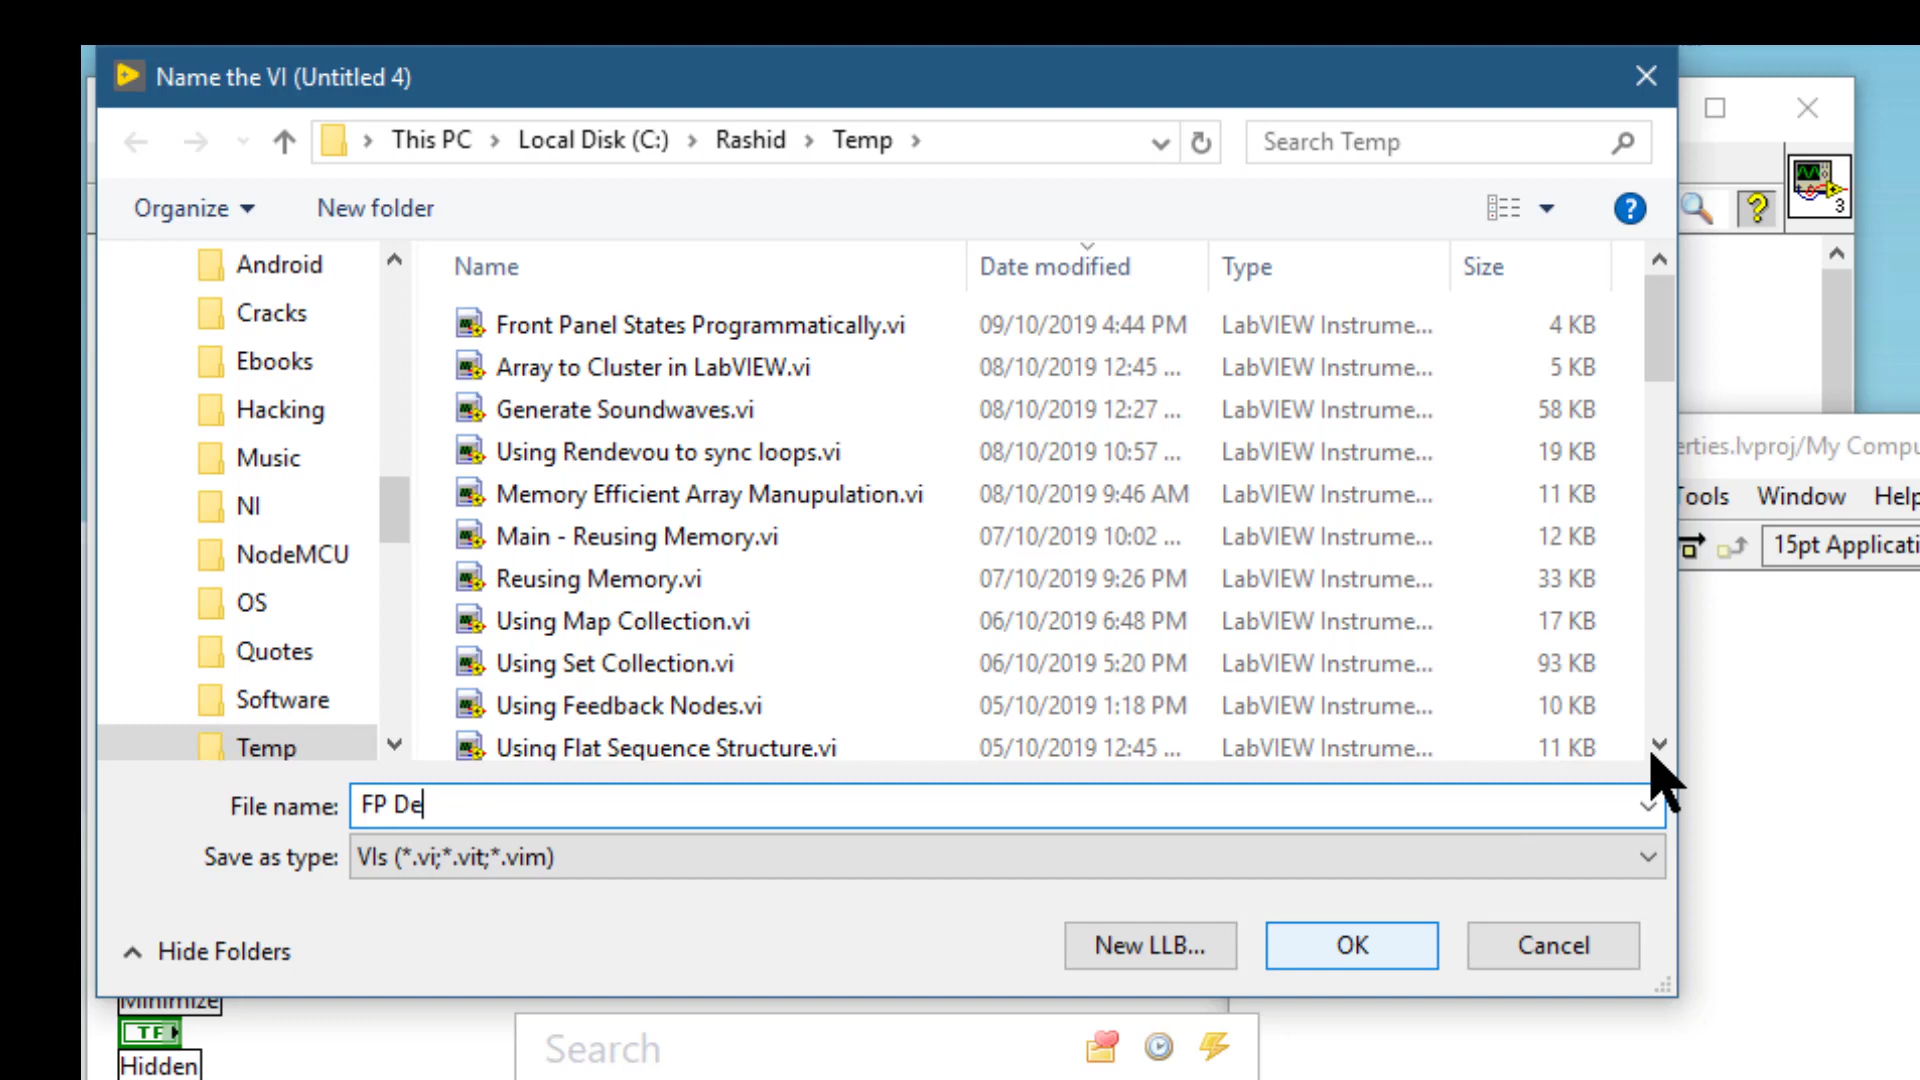 Name the VI (Untitled 4)
This PC > Local Disk (C:) > Rashid > Temp >
Search Temp
Organize
New folder
Name
Date modified
Type
Size
Android
Cracks
Ebooks
Hacking
Music
NI
NodeMCU
OS
Quotes
Software
Temp
Front Panel States Programmatically.vi 09/10/2019 4:44 PM LabVIEW Instrume... 4 KB
Array to Cluster in LabVIEW.vi 08/10/2019 12:45 ... LabVIEW Instrume... 5 KB
Generate Soundwaves.vi 08/10/2019 12:27 ... LabVIEW Instrume... 58 KB
Using Rendevou to sync loops.vi 08/10/2019 10:57 ... LabVIEW Instrume... 19 KB
Memory Efficient Array Manupulation.vi 08/10/2019 9:46 AM LabVIEW Instrume... 11 KB
Main - Reusing Memory.vi 07/10/2019 10:02 ... LabVIEW Instrume... 12 KB
Reusing Memory.vi 07/10/2019 9:26 PM LabVIEW Instrume... 33 KB
Using Map Collection.vi 06/10/2019 6:48 PM LabVIEW Instrume... 17 KB
Using Set Collection.vi 06/10/2019 5:20 PM LabVIEW Instrume... 93 KB
Using Feedback Nodes.vi 05/10/2019 1:18 PM LabVIEW Instrume... 10 KB
Using Flat Sequence Structure.vi 05/10/2019 12:45 ... LabVIEW Instrume... 11 KB
File name: FP De
Save as type: VIs (*.vi;*.vit;*.vim)
Hide Folders
New LLB...
OK
Cancel
3
erties.lvproj/My Compu
Tools Window Help
15pt Applicati
Minimize
TF
Hidden
Search